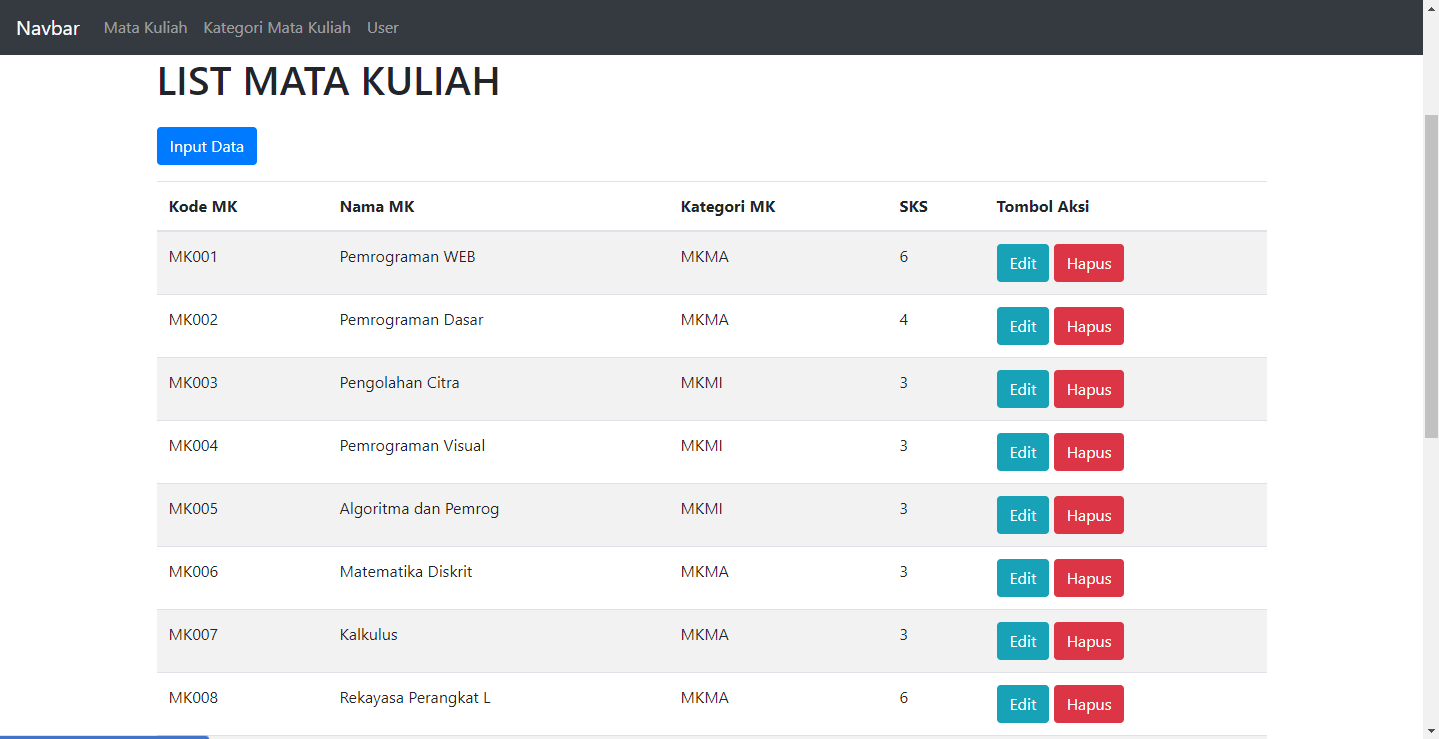 Navbar Mata Kuliah Kategori Mata Kuliah User
LIST MATA KULIAH
Input Data
Kode MK Nama MK Kategori MK SKS Tombol Aksi
MK001 Pemrograman WEB MKMA 6 Edit Hapus
MK002 Pemrograman Dasar MKMA 4 Edit Hapus
MK003 Pengolahan Citra MKMI 3 Edit Hapus
MK004 Pemrograman Visual MKMI 3 Edit Hapus
MK005 Algoritma dan Pemrog MKMI 3 Edit Hapus
MK006 Matematika Diskrit MKMA 3 Edit Hapus
MK007 Kalkulus MKMA 3 Edit Hapus
MK008 Rekayasa Perangkat L MKMA 6 Edit Hapus